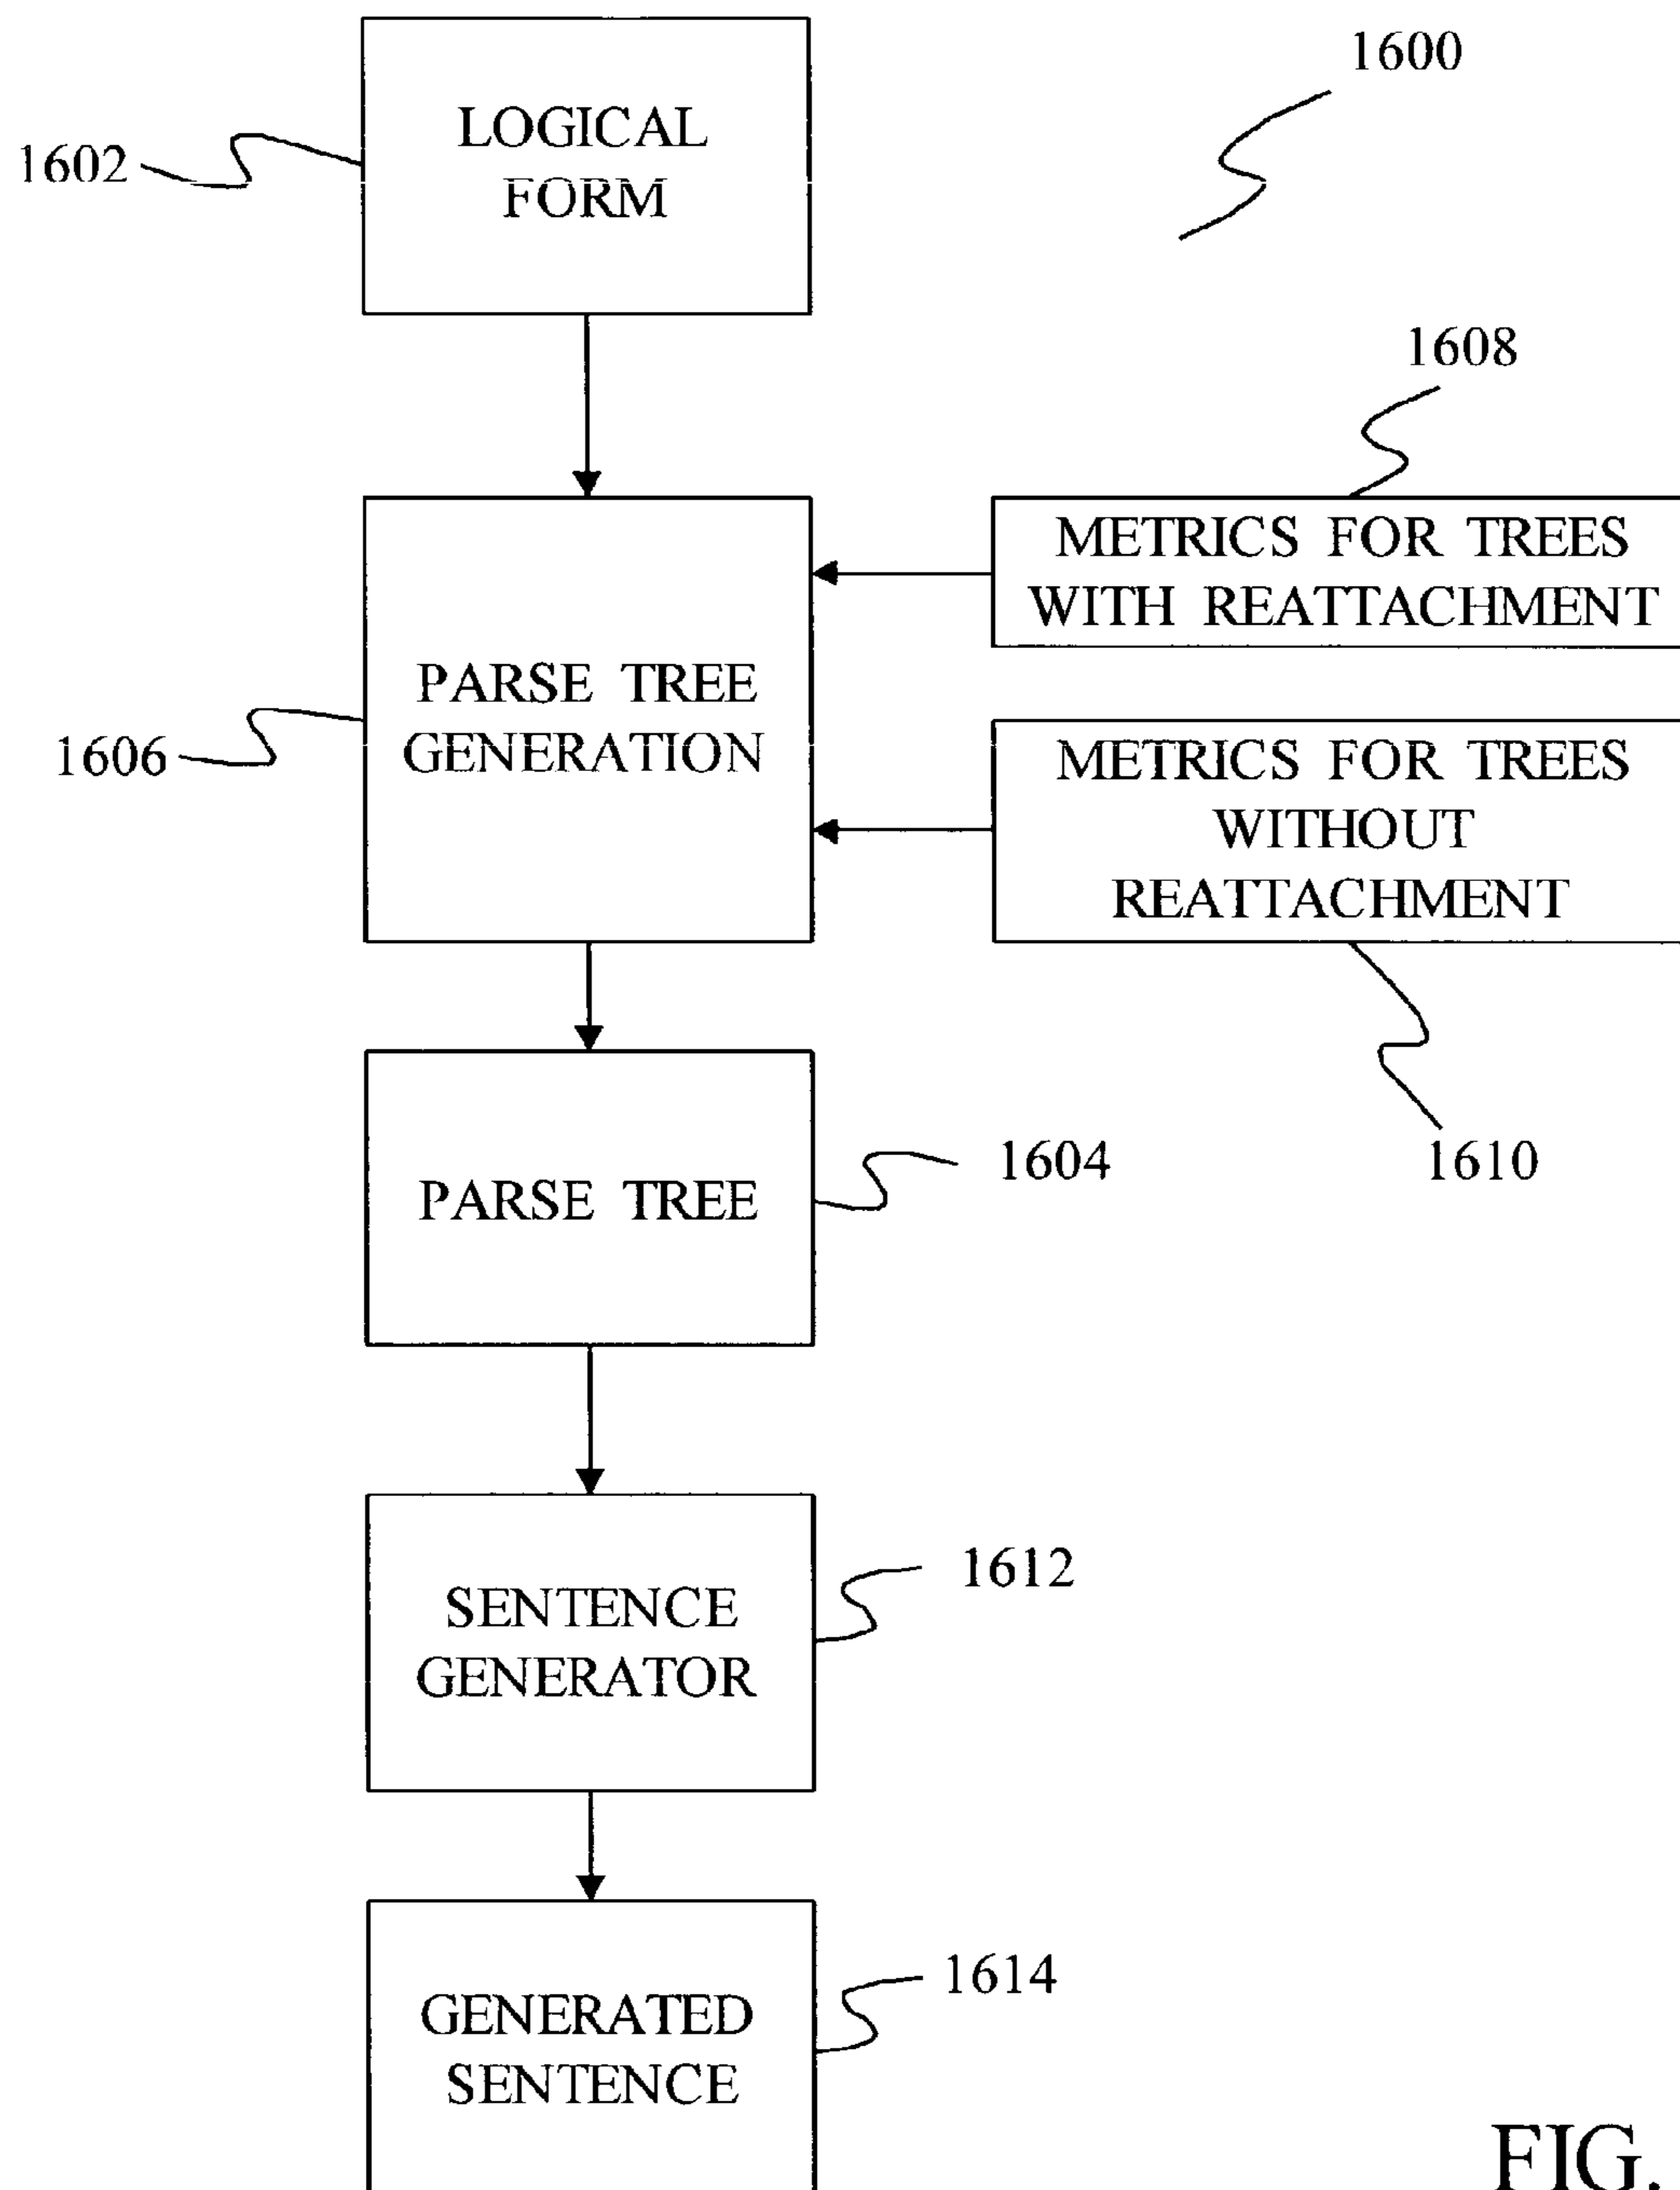 1600
LOGICAL
FORM
1602
1608
METRICS FOR TREES
WITH REATTACHMENT
PARSE TREE
GENERATION
1606
METRICS FOR TREES
WITHOUT
REATTACHMENT
1604
1610
PARSE TREE
1612
SENTENCE
GENERATOR
1614
GENERATED
SENTENCE
FIG.